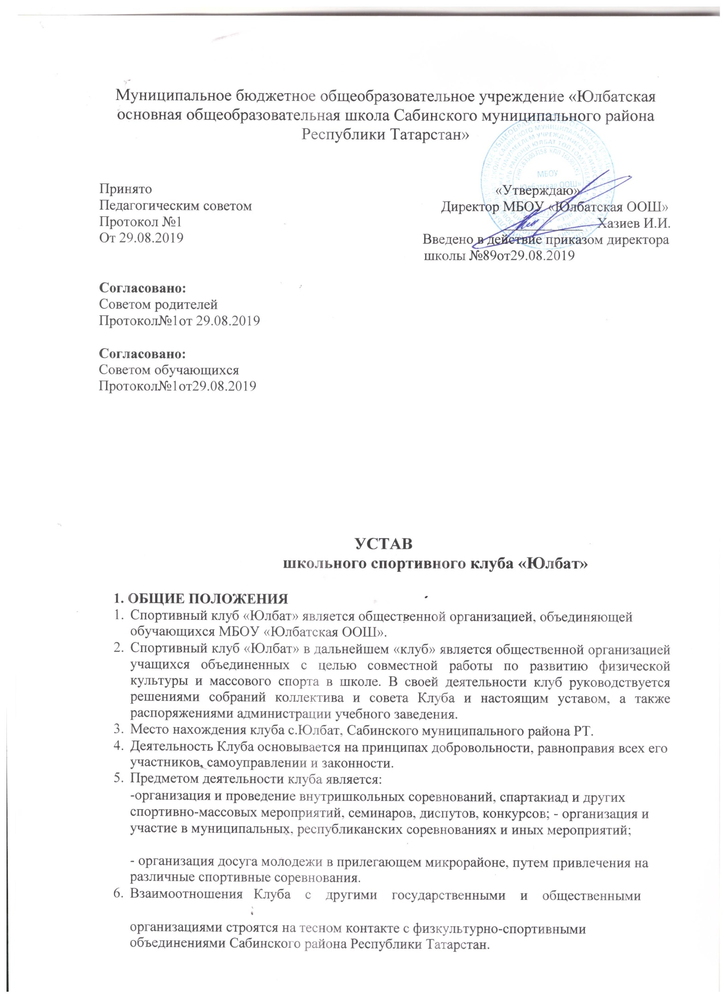 Муниципальное бюджетное общеобразовательное учреждение «Юлбатская
основная общеобразовательная школа Сабинского муниципального района
Республики Татарстан»
Принято
Педагогическим советом
Протокол №1
От 29.08.2019
«Утверждаю»
Директор МБОУ «Юлбатская ООШ»
Хазиев И.И.
Введено в действие приказом директора
школы №89от29.08.2019
МБОУ
«Юлбатская ООШ»
Согласовано:
Советом родителей
Протокол№1от 29.08.2019
Согласовано:
Советом обучающихся
Протокол№1от29.08.2019
УСТАВ
школьного спортивного клуба «Юлбат»
1. ОБЩИЕ ПОЛОЖЕНИЯ
1. Спортивный клуб «Юлбат» является общественной организацией, объединяющей
обучающихся МБОУ «Юлбатская ООШ».
2. Спортивный клуб «Юлбат» в дальнейшем «клуб» является общественной организацией
учащихся объединенных с целью совместной работы по развитию физической
культуры и массового спорта в школе. В своей деятельности клуб руководствуется
решениями собраний коллектива и совета Клуба и настоящим уставом, а также
распоряжениями администрации учебного заведения.
3. Место нахождения клуба с.Юлбат, Сабинского муниципального района РТ.
4. Деятельность Клуба основывается на принципах добровольности, равноправия всех его
участников, самоуправлении и законности.
5. Предметом деятельности клуба является:
-организация и проведение внутришкольных соревнований, спартакиад и других
спортивно-массовых мероприятий, семинаров, диспутов, конкурсов; - организация и
участие в муниципальных, республиканских соревнованиях и иных мероприятий;
- организация досуга молодежи в прилегающем микрорайоне, путем привлечения на
различные спортивные соревнования.
6. Взаимоотношения Клуба с другими государственными и общественными
организациями строятся на тесном контакте с физкультурно-спортивными
объединениями Сабинского района Республики Татарстан.